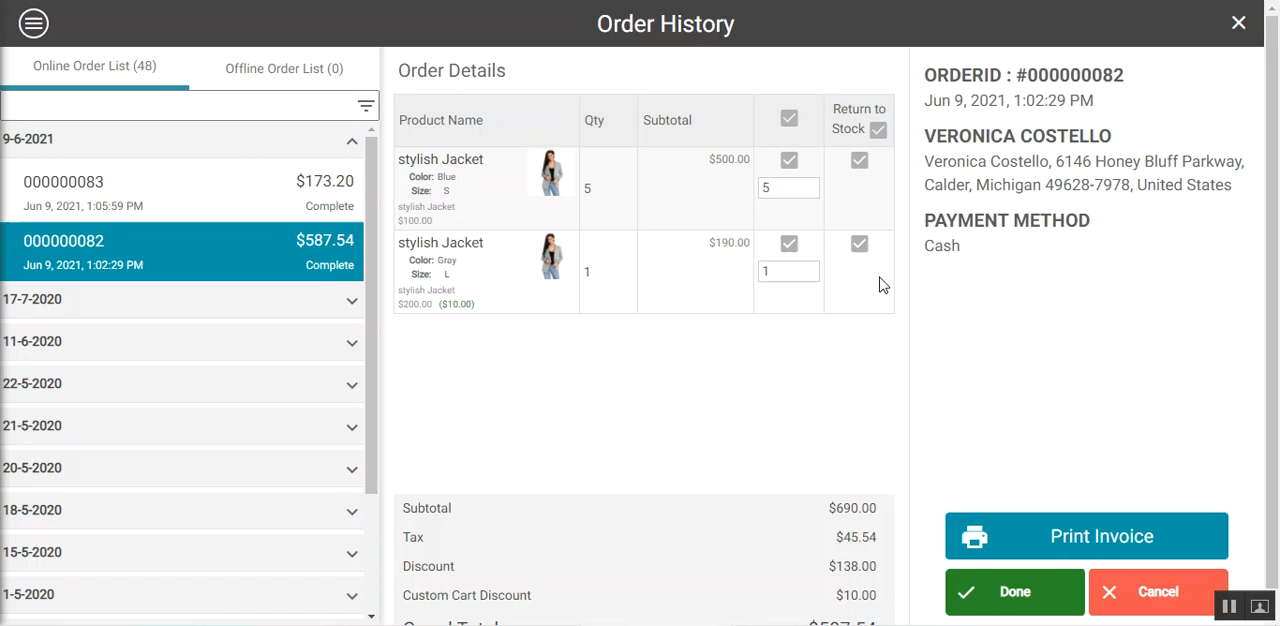 Order History
Online Order List (48)
Offline Order List (0)
9-6-2021
000000083 $173.20
Jun 9, 2021, 1:05:59 PM Complete
000000082 $587.54
Jun 9, 2021, 1:02:29 PM Complete
17-7-2020
11-6-2020
22-5-2020
21-5-2020
20-5-2020
18-5-2020
15-5-2020
1-5-2020
Order Details
Product Name Qty Subtotal Return to
Stock
stylish Jacket $500.00
Color: Blue
Size: S
5 5
stylish Jacket
$100.00
stylish Jacket $190.00
Color: Gray
Size: L
1 1
stylish Jacket
$200.00 ($10.00)
Subtotal $690.00
Tax $45.54
Discount $138.00
Custom Cart Discount $10.00
ORDERID : #000000082
Jun 9, 2021, 1:02:29 PM
VERONICA COSTELLO
Veronica Costello, 6146 Honey Bluff Parkway,
Calder, Michigan 49628-7978, United States
PAYMENT METHOD
Cash
Print Invoice
Done
Cancel